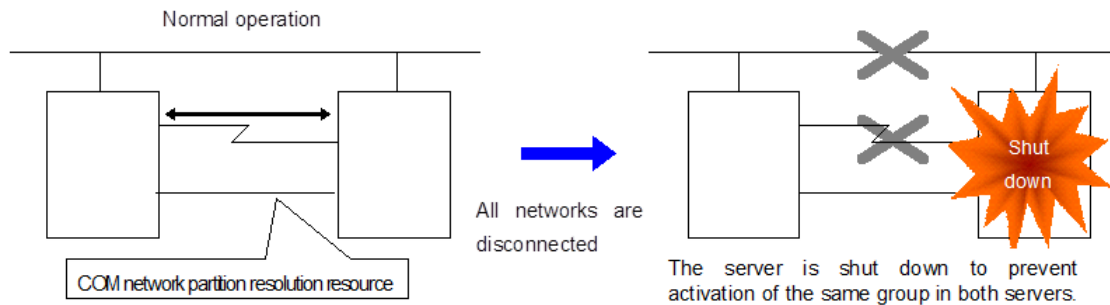 Normal operation
All networks are
disconnected
COM network partition resolution resource
Shut
down
The server is shut down to prevent
activation of the same group in both servers.